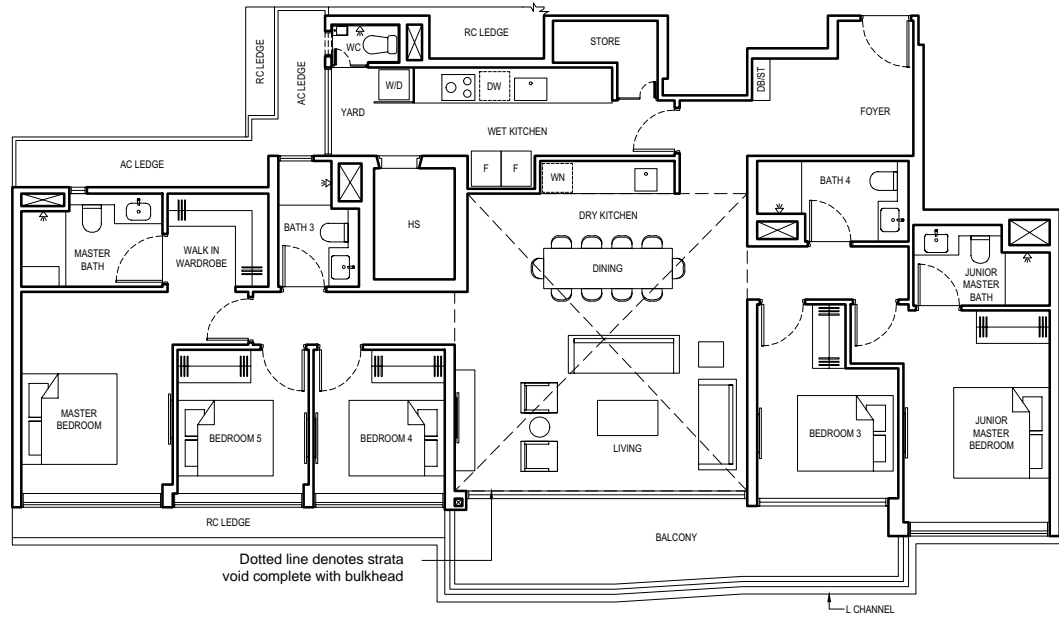 RC LEDGE
STORE
WC
RC LEDGE
AC LEDGE
W/D
DW
DB/ST
YARD
FOYER
WET KITCHEN
AC LEDGE
F
F
WN
BATH 4
DRY KITCHEN
BATH 3
HS
MASTER
BATH
WALK IN
WARDROBE
DINING
JUNIOR
MASTER
BATH
MASTER
BEDROOM
BEDROOM 5
BEDROOM 4
LIVING
BEDROOM 3
JUNIOR
MASTER
BEDROOM
RC LEDGE
BALCONY
Dotted line denotes strata
void complete with bulkhead
L CHANNEL